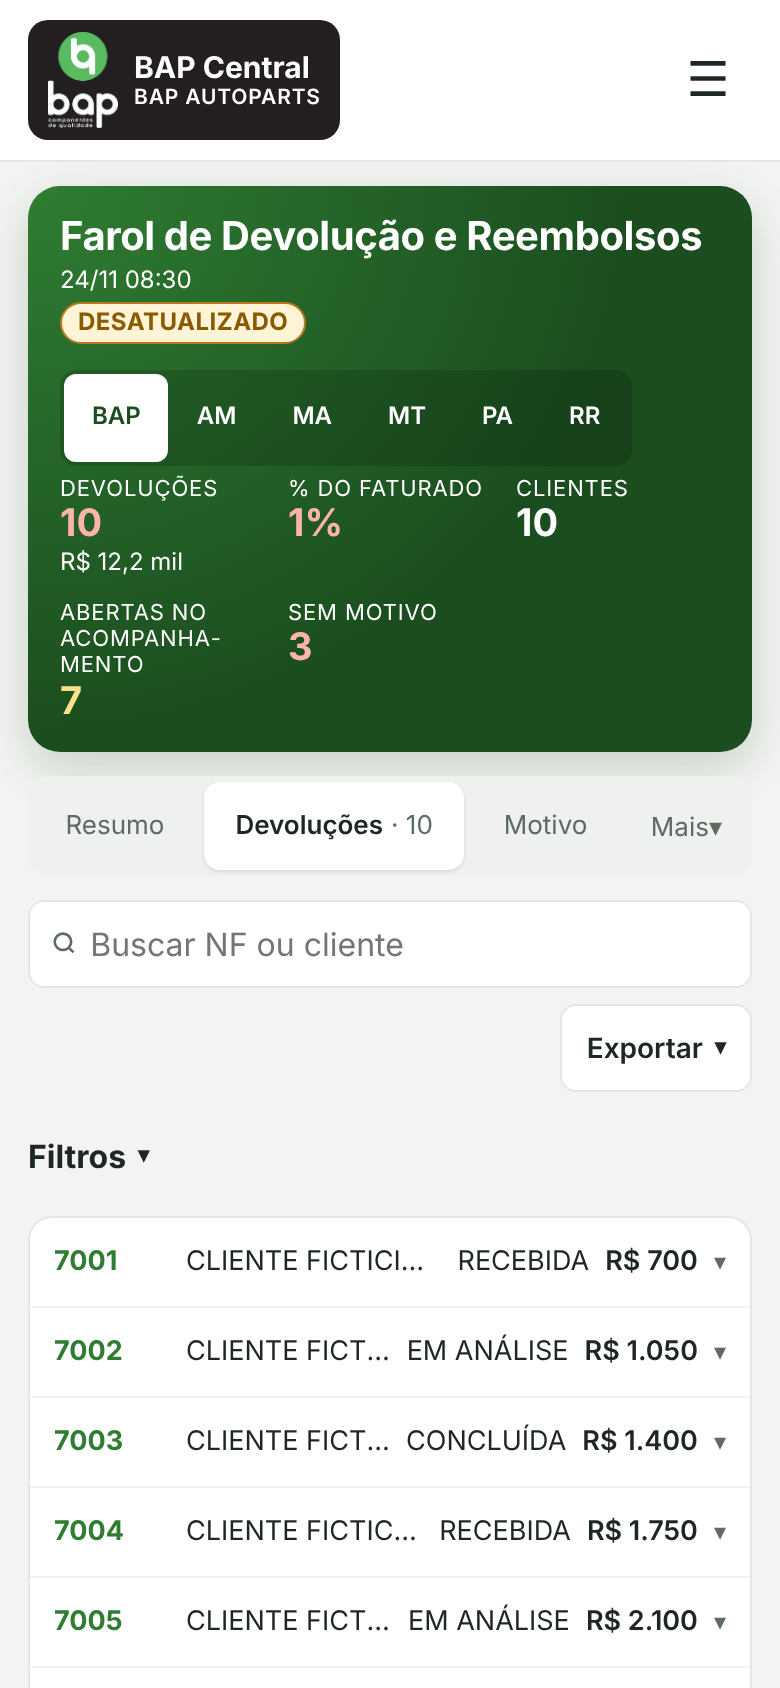 bap
componentes
de qualidade
BAP Central
BAP AUTOPARTS
Farol de Devolução e Reembolsos
24/11 08:30
DESATUALIZADO
BAP AM MA MT PA RR
DEVOLUÇÕES % DO FATURADO CLIENTES
10 1% 10
R$ 12,2 mil
ABERTAS NO SEM MOTIVO
ACOMPANHA- 3
MENTO
7
Resumo Devoluções · 10 Motivo Mais▾
Buscar NF ou cliente
Exportar ▾
Filtros ▾
7001 CLIENTE FICTICI... RECEBIDA R$ 700 ▾
7002 CLIENTE FICT... EM ANÁLISE R$ 1.050 ▾
7003 CLIENTE FICT... CONCLUÍDA R$ 1.400 ▾
7004 CLIENTE FICTIC... RECEBIDA R$ 1.750 ▾
7005 CLIENTE FICT... EM ANÁLISE R$ 2.100 ▾